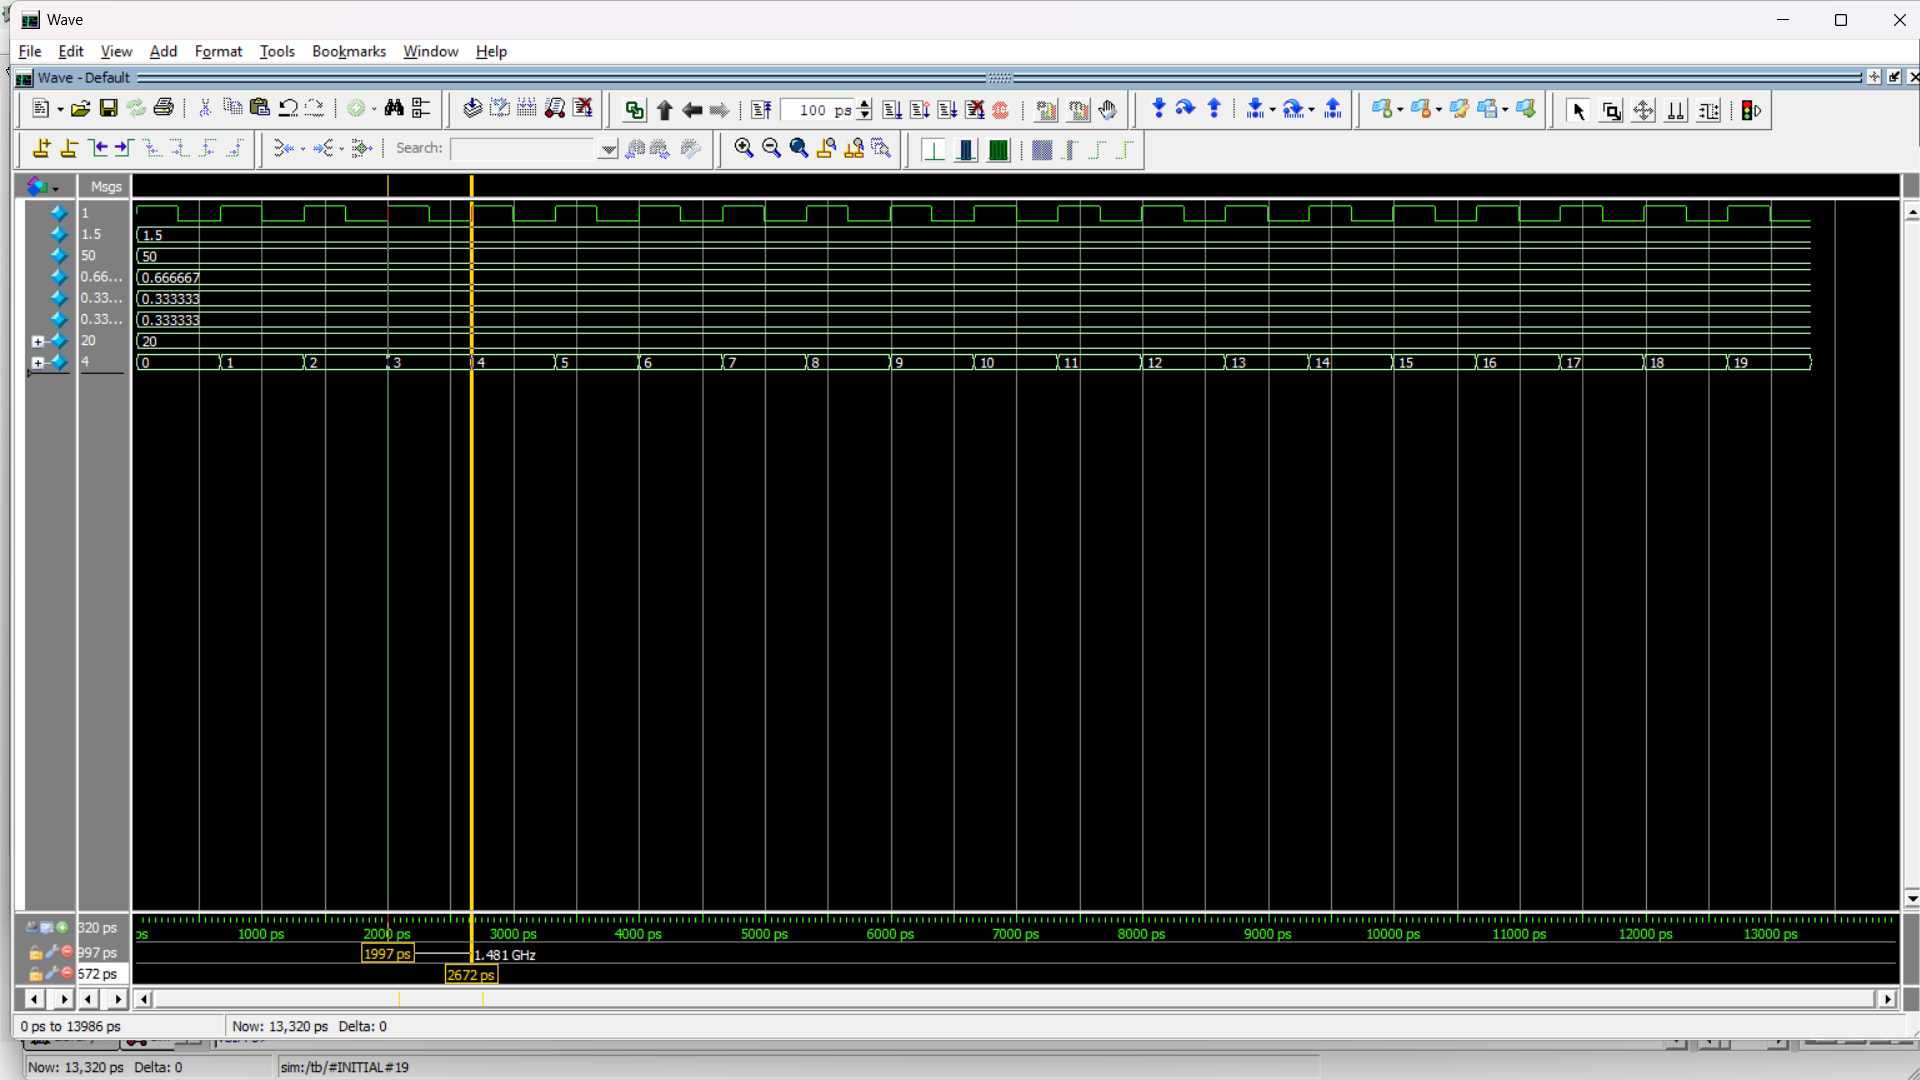 Wave
File Edit View Add Format Tools Bookmarks Window Help
Wave - Default
100 ps
Search:
Msgs
1
1.5 1.5
50 50
0.66... 0.666667
0.33... 0.333333
0.33... 0.333333
20 20
4 0 1 2 3 4 5 6 7 8 9 10 11 12 13 14 15 16 17 18 19
320 ps ps 1000 ps 2000 ps 3000 ps 4000 ps 5000 ps 6000 ps 7000 ps 8000 ps 9000 ps 10000 ps 11000 ps 12000 ps 13000 ps
997 ps 1997 ps 1.481 GHz
572 ps 2672 ps
0 ps to 13986 ps Now: 13,320 ps Delta: 0
Now: 13,320 ps Delta: 0 sim:/tb/#INITIAL#19